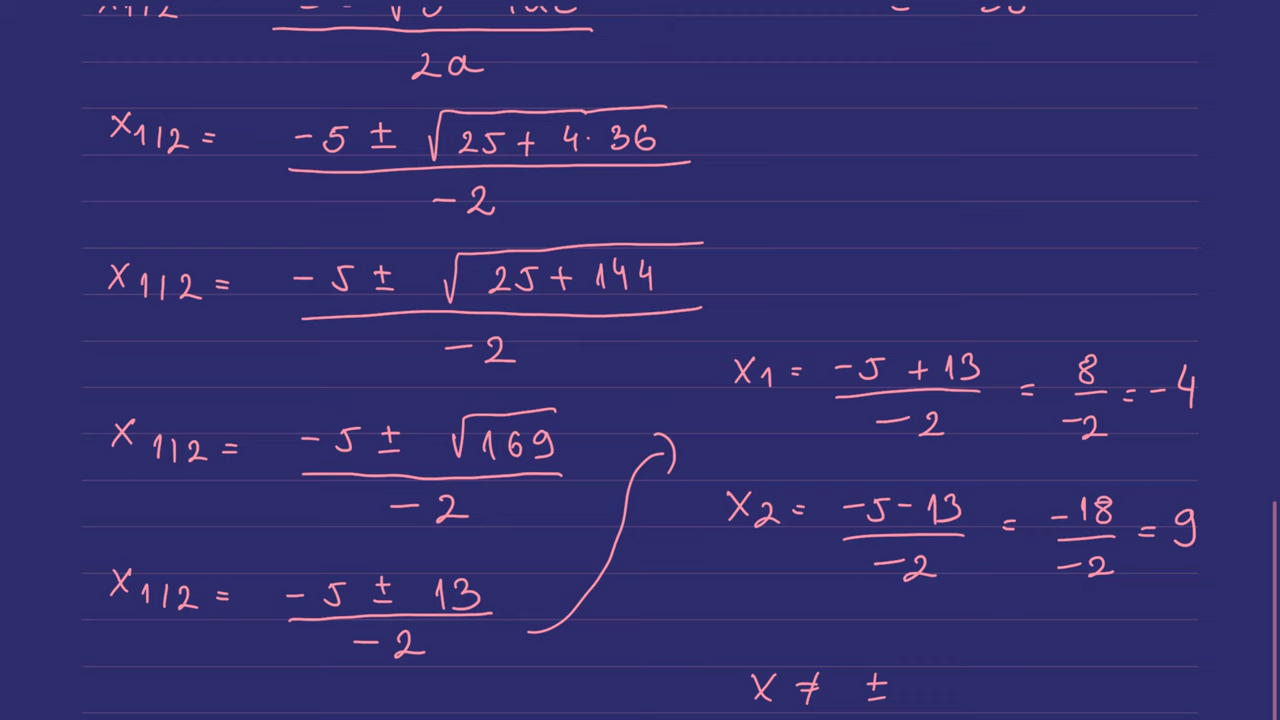 2a
x1/2 = -5 ± √25 + 4·36
-2
x1/2 = -5 ± √25 + 144
-2
x1/2 = -5 ± √169
-2
x1/2 = -5 ± 13
-2
x1 = -5 + 13 / -2 = 8 / -2 = -4
x2 = -5 - 13 / -2 = -18 / -2 = 9
x ≠ ±